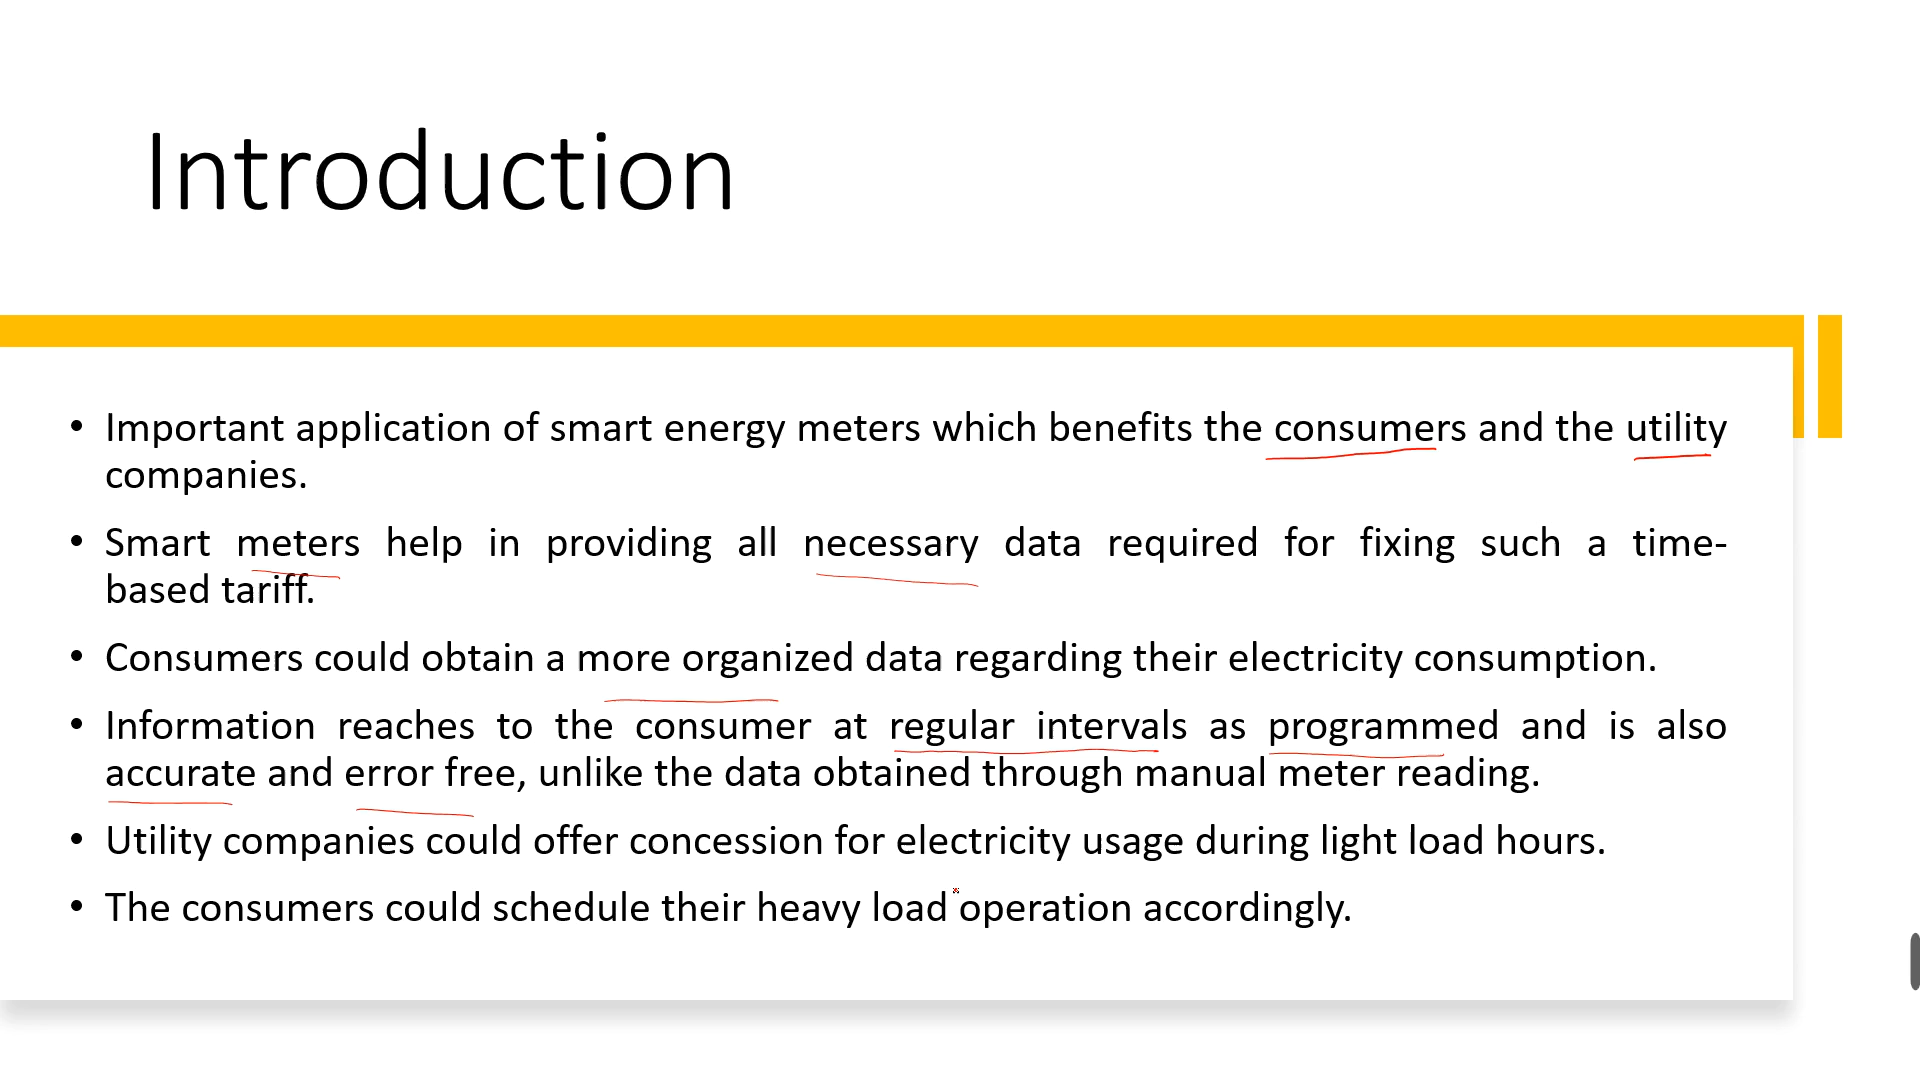 Introduction
• Important application of smart energy meters which benefits the consumers and the utility
companies.
• Smart meters help in providing all necessary data required for fixing such a time-
based tariff.
• Consumers could obtain a more organized data regarding their electricity consumption.
• Information reaches to the consumer at regular intervals as programmed and is also
accurate and error free, unlike the data obtained through manual meter reading.
• Utility companies could offer concession for electricity usage during light load hours.
• The consumers could schedule their heavy load operation accordingly.